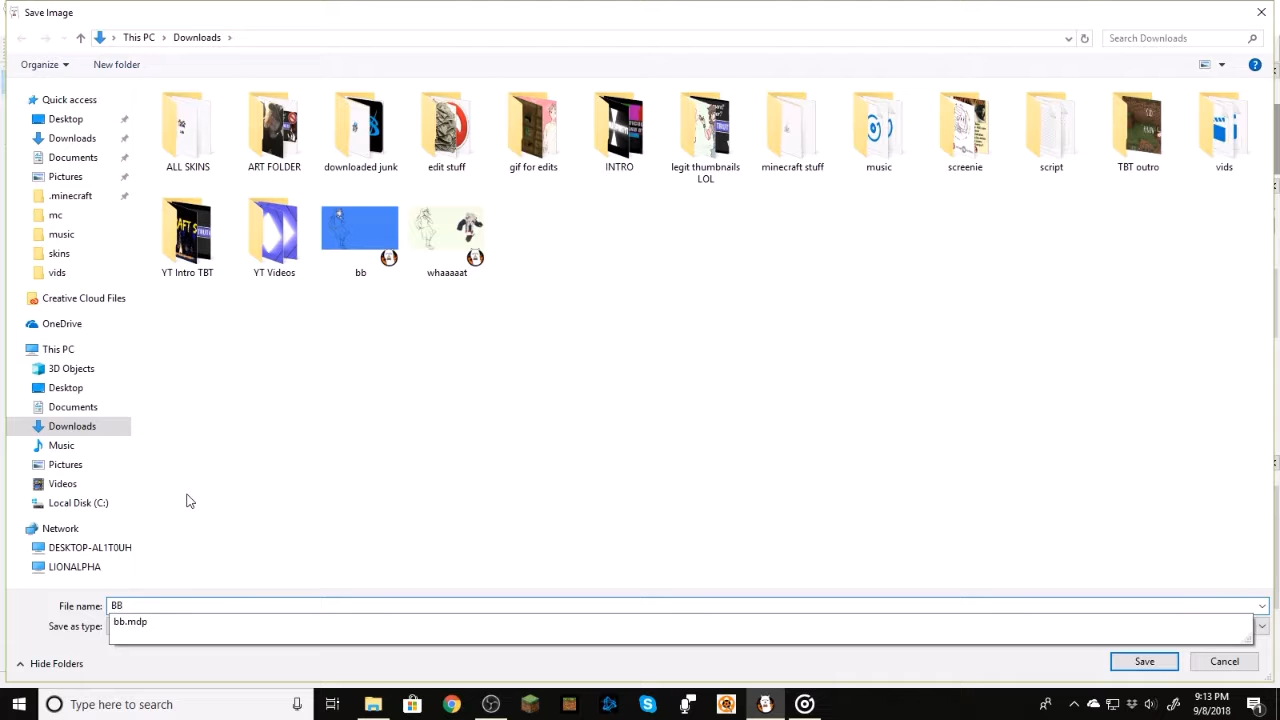 Save Image
This PC
Downloads
Search Downloads
Organize
New folder
Quick access
Desktop
Downloads
Documents
Pictures
.minecraft
mc
music
skins
vids
Creative Cloud Files
OneDrive
This PC
3D Objects
Desktop
Documents
Downloads
Music
Pictures
Videos
Local Disk (C:)
Network
DESKTOP-AL1T0UH
LIONALPHA
ALL SKINS
ART FOLDER
downloaded junk
edit stuff
gif for edits
INTRO
legit thumbnails
LOL
minecraft stuff
music
screenie
script
TBT outro
vids
YT Intro TBT
YT Videos
bb
whaaaaat
File name: BB
bb.mdp
Save as type:
Hide Folders
Save
Cancel
Type here to search
9:13 PM
9/8/2018